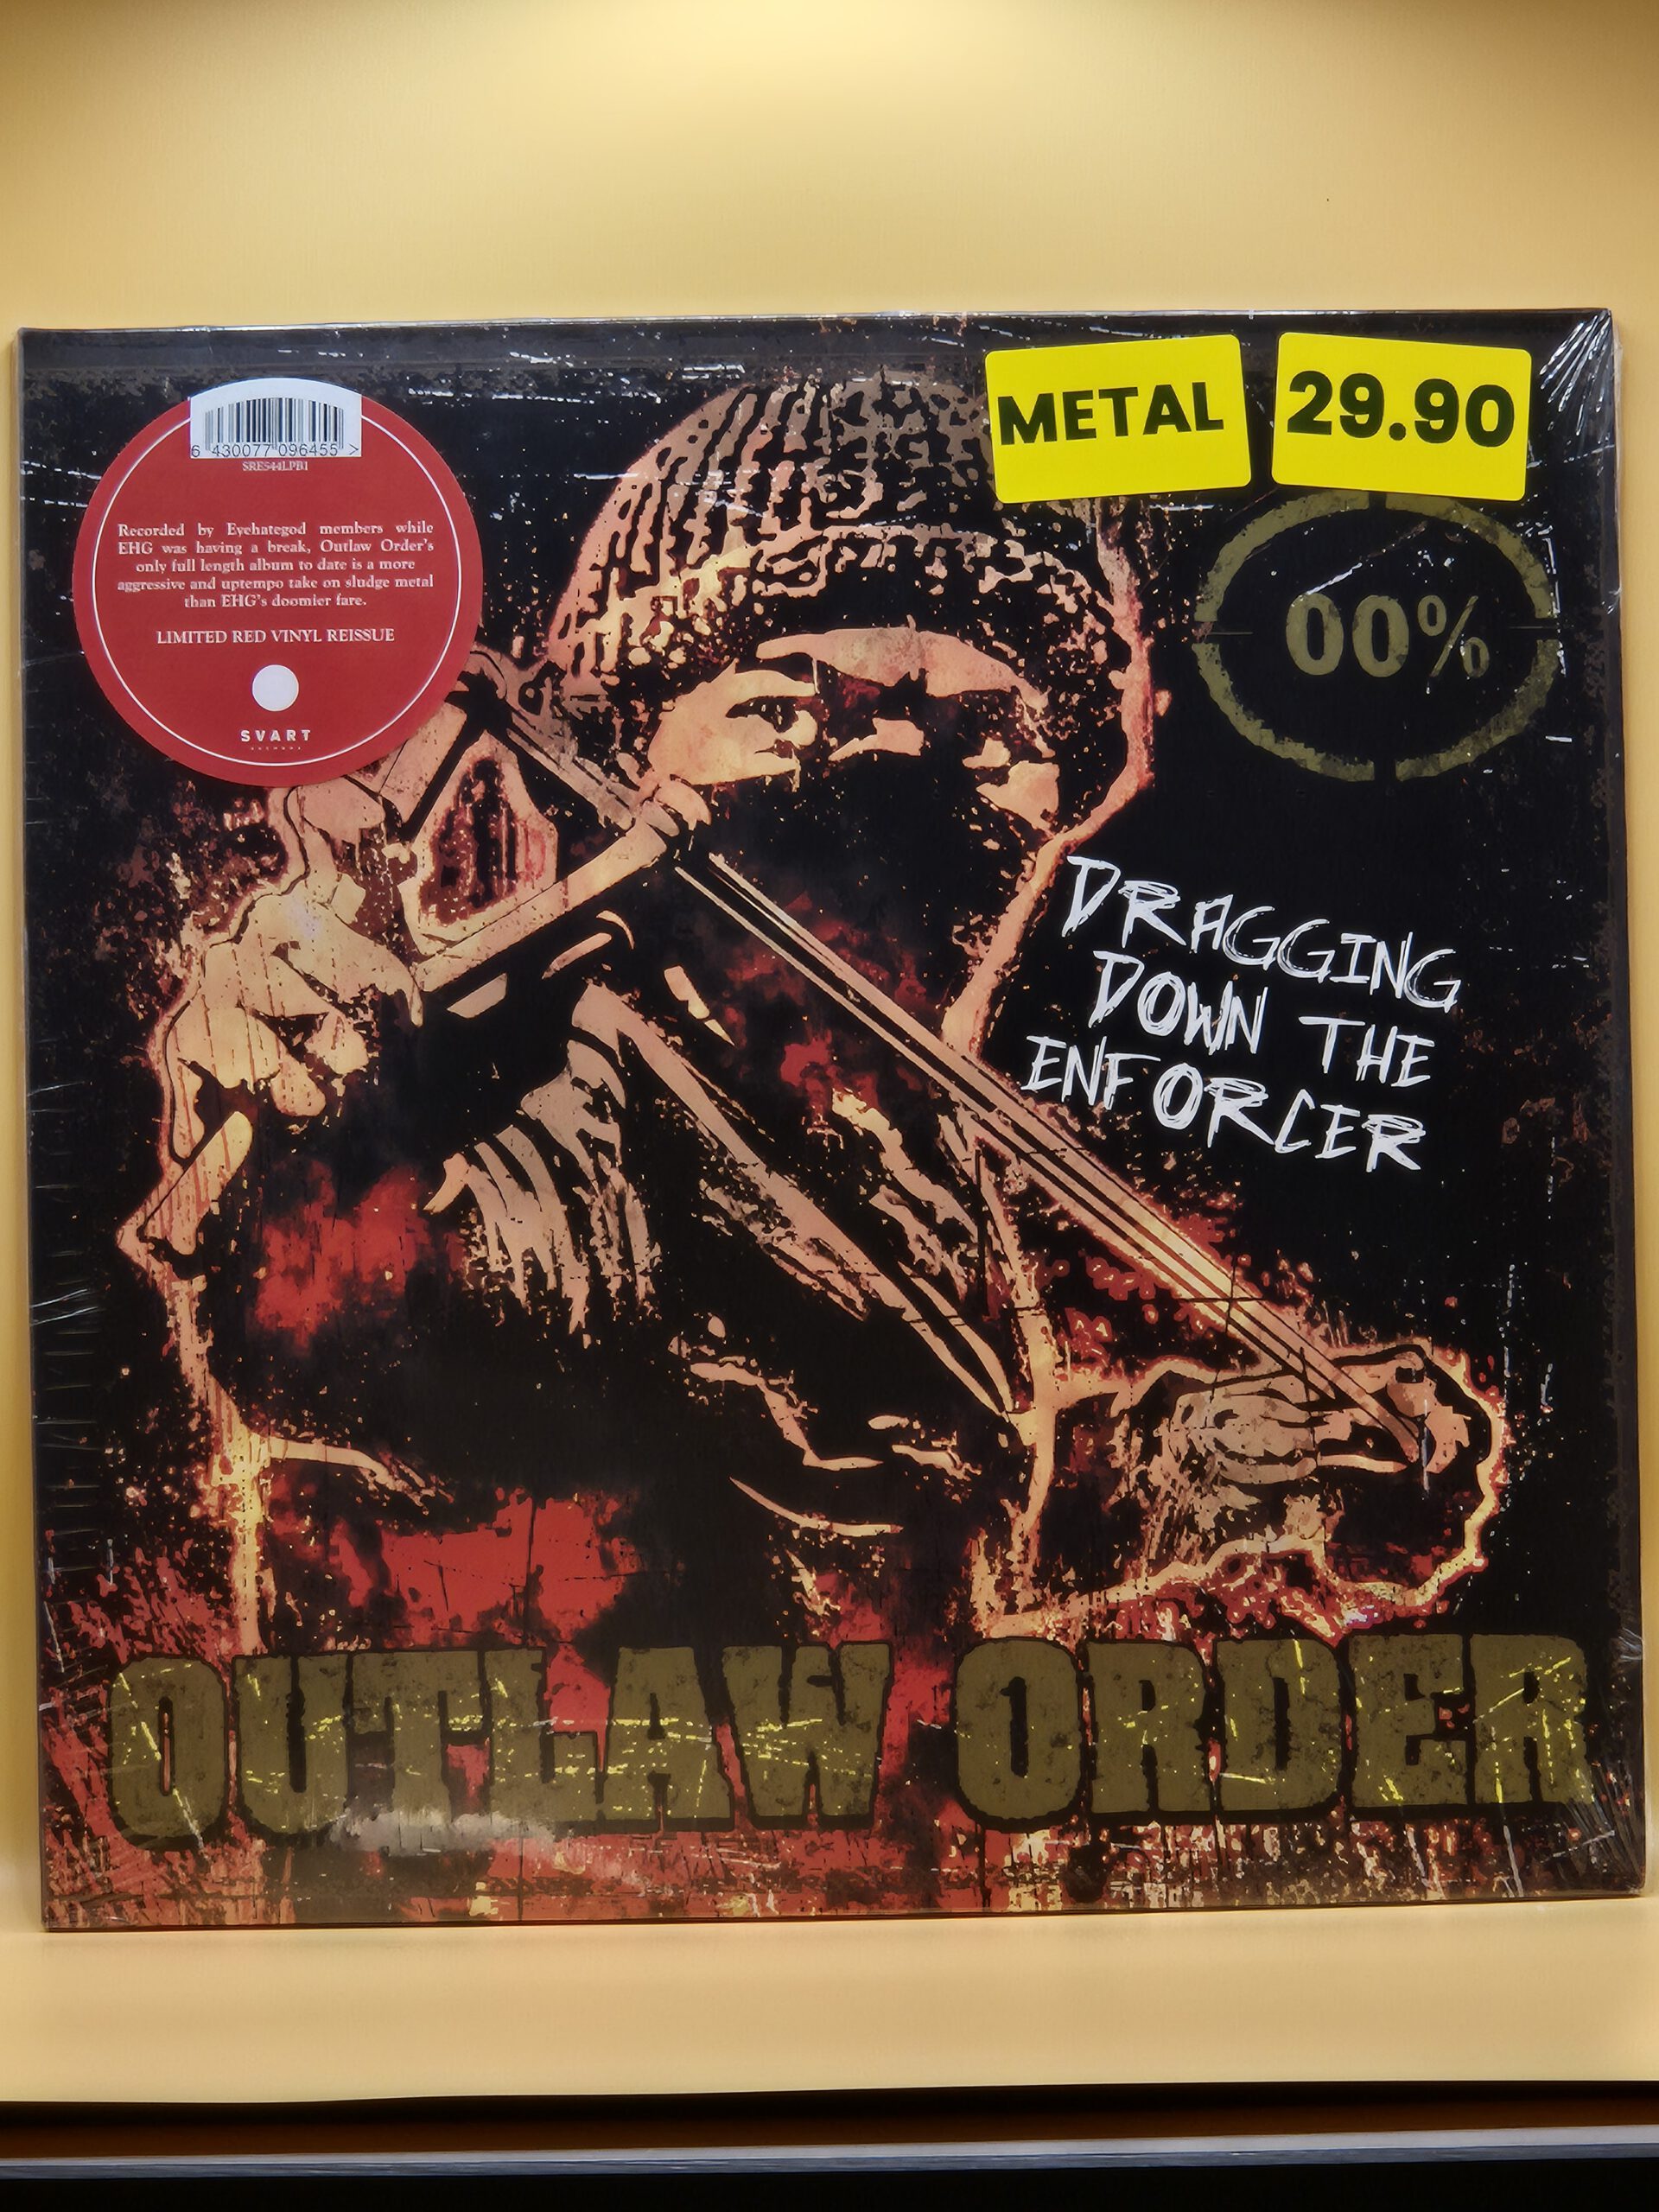 METAL
29.90
6 430077 096455 >
SRE544LPB1
Recorded by Eyehategod members while
EHG was having a break, Outlaw Order's
only full length album to date is a more
aggressive and uptempo take on sludge metal
than EHG's doomier fare.
LIMITED RED VINYL REISSUE
SVART
RECORDS
00%
DRAGGING
DOWN THE
ENFORCER
OUTLAW ORDER